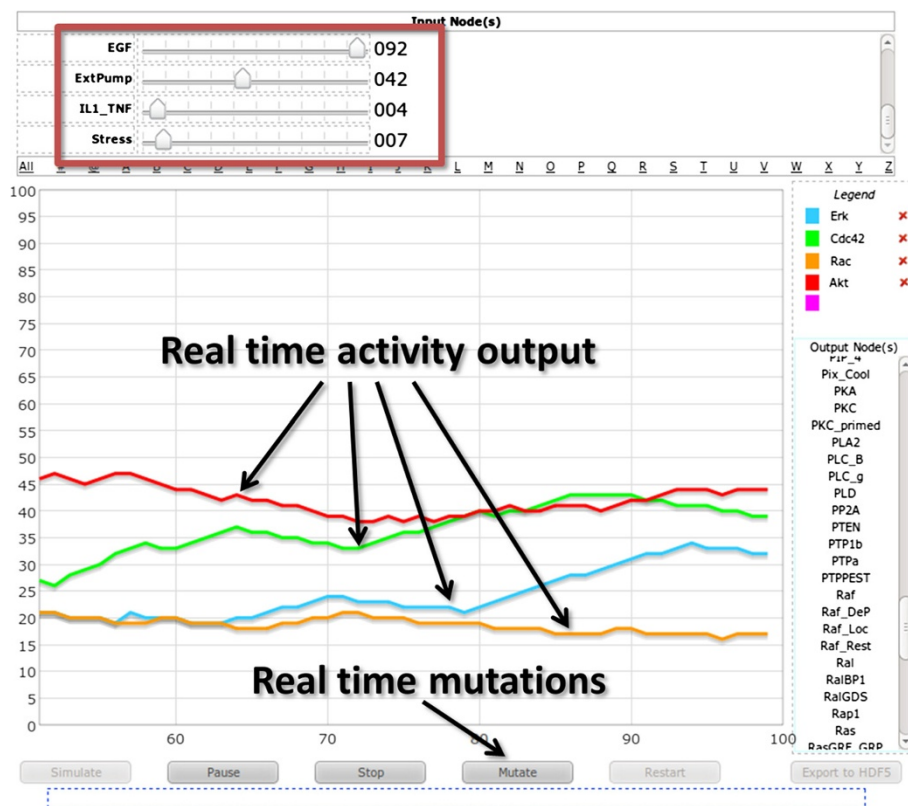 Input Node(s)
EGF 092
ExtPump 042
IL1_TNF 004
Stress 007
All L M N O P Q R S T U V W X Y Z
100
95
90
85
80
75
70
65
60
55
50
45
40
35
30
25
20
15
10
5
0
60 70 80 90 100
Real time activity output
Real time mutations
Legend
Erk
Cdc42
Rac
Akt
Output Node(s)
PIP_4
Pix_Cool
PKA
PKC
PKC_primed
PLA2
PLC_B
PLC_g
PLD
PP2A
PTEN
PTP1b
PTPa
PTPPEST
Raf
Raf_DeP
Raf_Loc
Raf_Rest
Ral
RalBP1
RalGDS
Rap1
Ras
RasGRF_GRP
Simulate Pause Stop Mutate Restart Export to HDF5